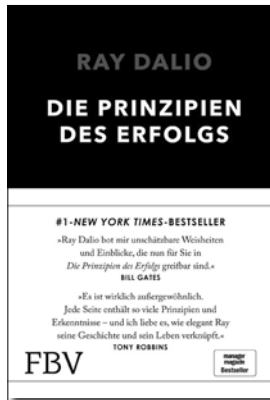 RAY DALIO
DIE PRINZIPIEN
DES ERFOLGS
#1-NEW YORK TIMES-BESTSELLER
»Ray Dalio bot mir unschätzbare Weisheiten
und Einblicke, die nun für Sie in
Die Prinzipien des Erfolgs greifbar sind.«
BILL GATES
»Es ist wirklich außergewöhnlich.
Jede Seite enthält so viele Prinzipien und
Erkenntnisse – und ich liebe es, wie elegant Ray
seine Geschichte und sein Leben verknüpft.«
TONY ROBBINS
FBV
manager
magazin
Bestseller